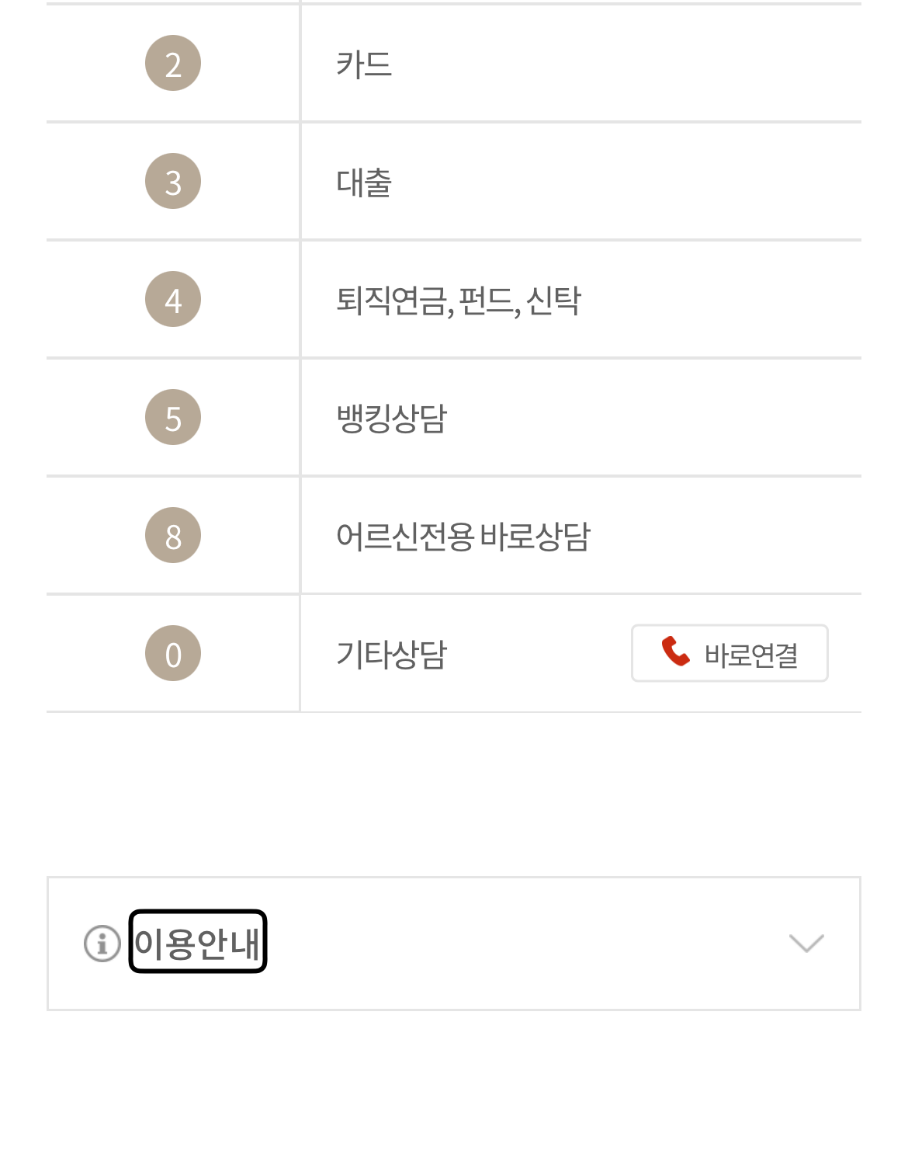 2 카드
3 대출
4 퇴직연금, 펀드, 신탁
5 뱅킹상담
8 어르신전용 바로상담
0 기타상담 바로연결
이용안내